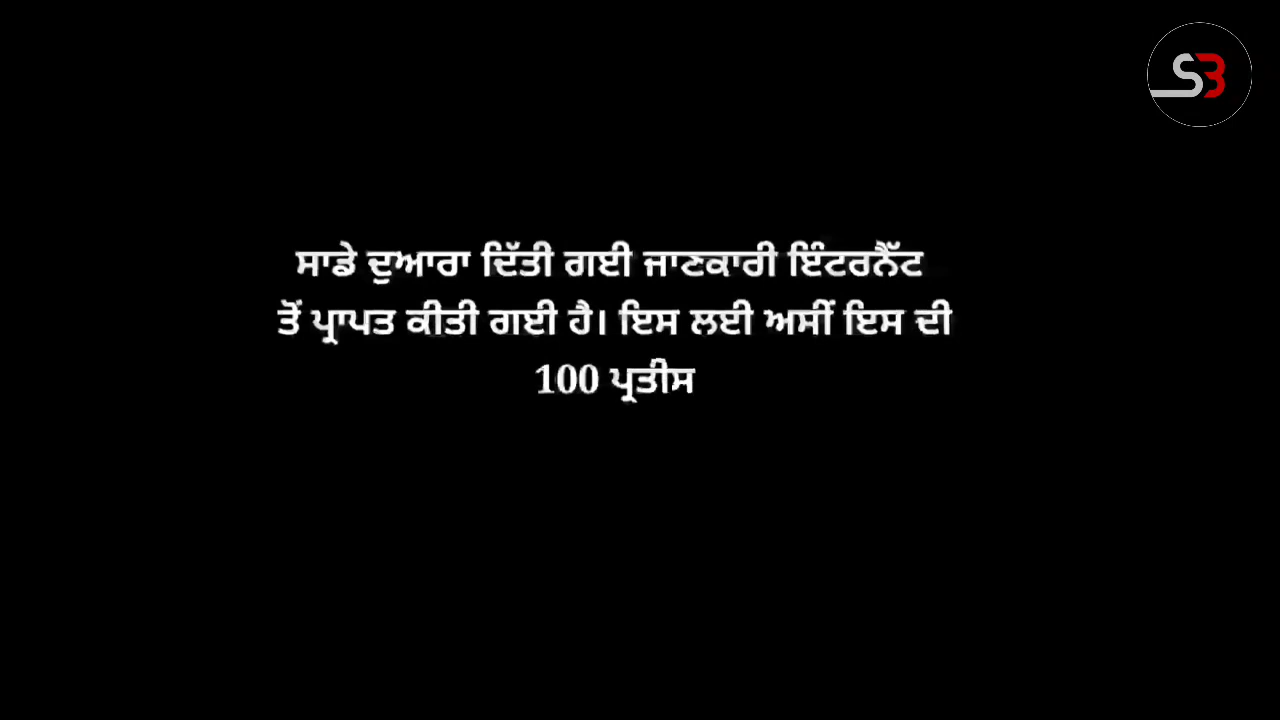 SB
ਸਾਡੇ ਦੁਆਰਾ ਦਿੱਤੀ ਗਈ ਜਾਣਕਾਰੀ ਇੰਟਰਨੈੱਟ
ਤੋਂ ਪ੍ਰਾਪਤ ਕੀਤੀ ਗਈ ਹੈ। ਇਸ ਲਈ ਅਸੀਂ ਇਸ ਦੀ
100 ਪ੍ਰਤੀਸ